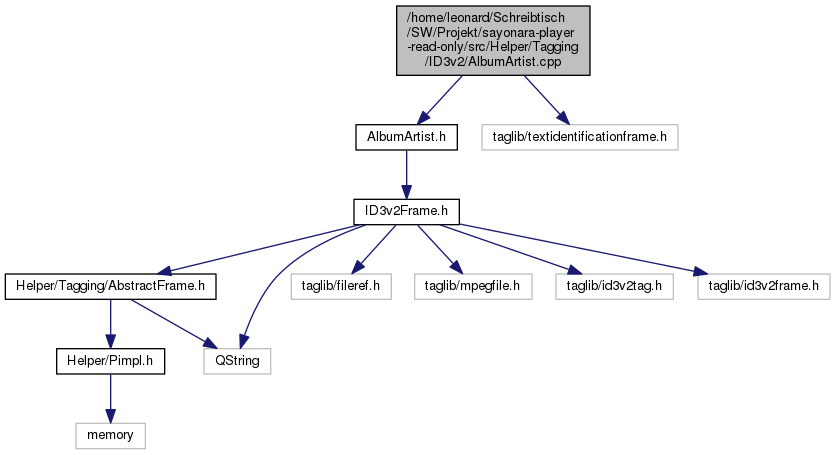 /home/leonard/Schreibtisch
/SW/Projekt/sayonara-player
-read-only/src/Helper/Tagging
/ID3v2/AlbumArtist.cpp
AlbumArtist.h
taglib/textidentificationframe.h
ID3v2Frame.h
Helper/Tagging/AbstractFrame.h
taglib/fileref.h
taglib/mpegfile.h
taglib/id3v2tag.h
taglib/id3v2frame.h
Helper/Pimpl.h
QString
memory